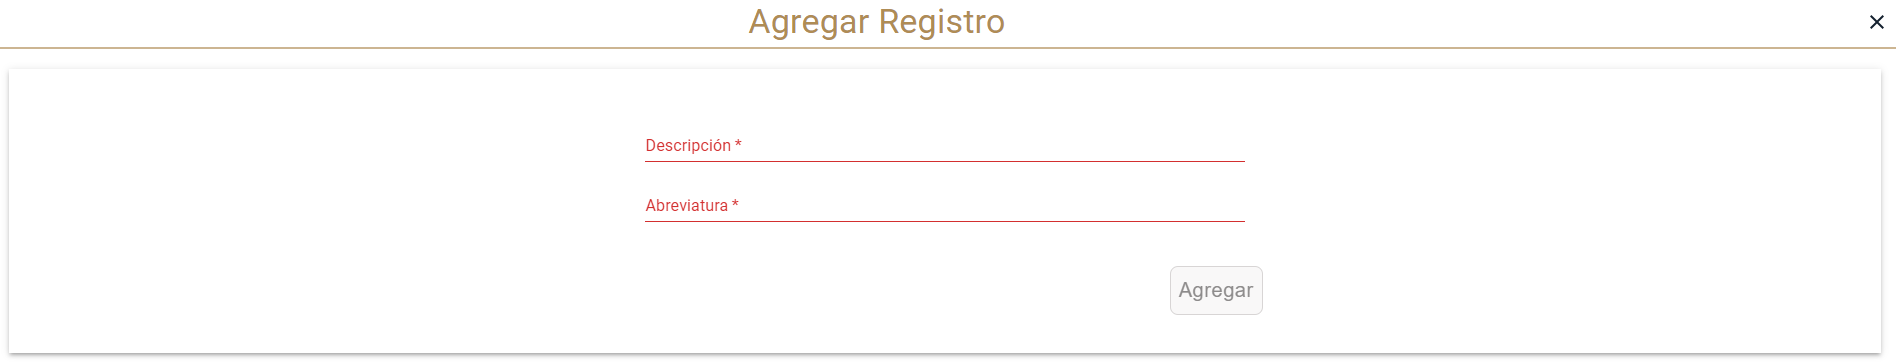 Agregar Registro
Descripción *
Abreviatura *
Agregar